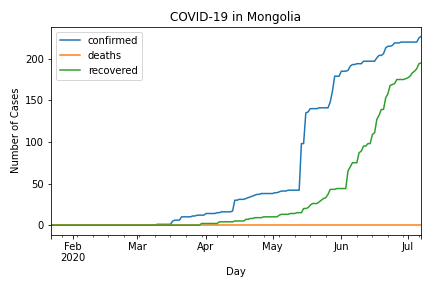 COVID-19 in Mongolia
confirmed
deaths
recovered
Number of Cases
200
150
100
50
0
Feb
2020
Mar
Apr
May
Jun
Jul
Day